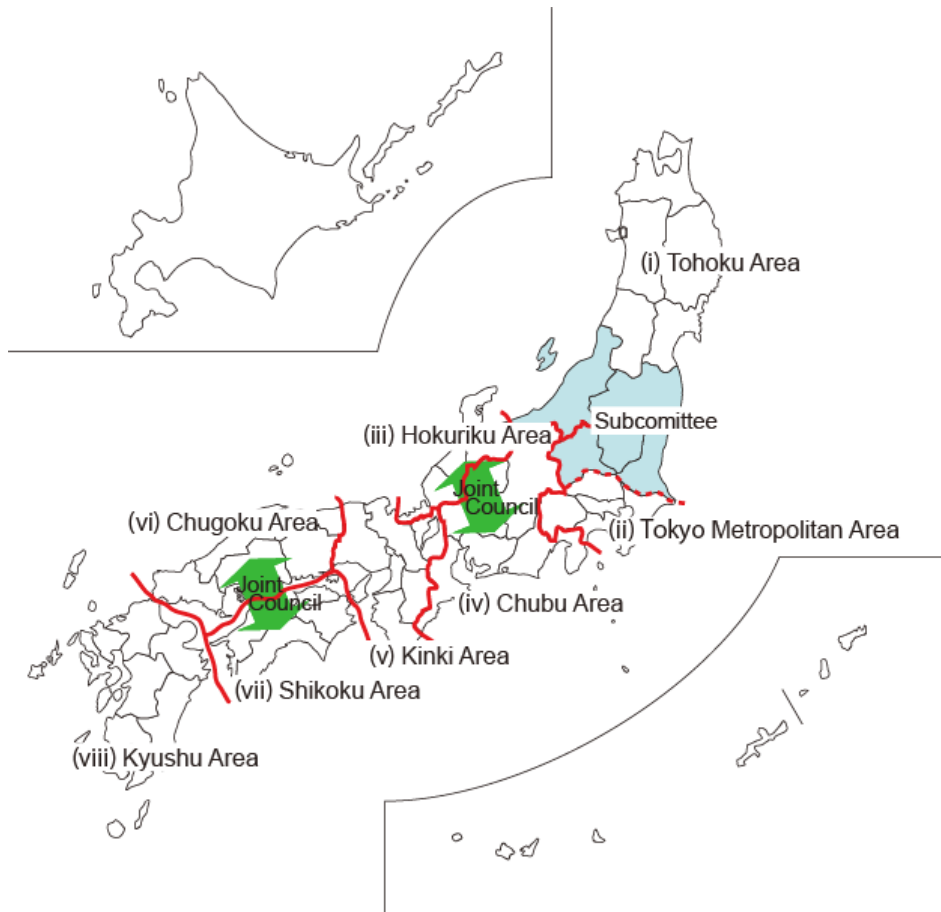 (i) Tohoku Area
Subcomittee
(iii) Hokuriku Area
Joint
Council
(vi) Chugoku Area
(ii) Tokyo Metropolitan Area
Joint
Council
(iv) Chubu Area
(v) Kinki Area
(vii) Shikoku Area
(viii) Kyushu Area